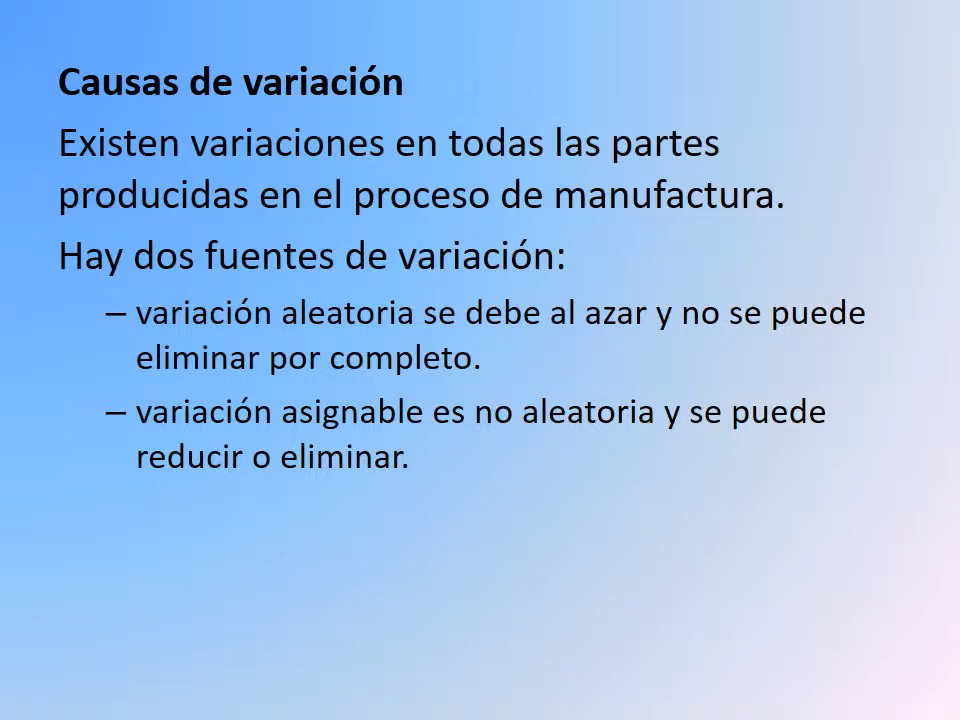 Causas de variación
Existen variaciones en todas las partes
producidas en el proceso de manufactura.
Hay dos fuentes de variación:
– variación aleatoria se debe al azar y no se puede
eliminar por completo.
– variación asignable es no aleatoria y se puede
reducir o eliminar.